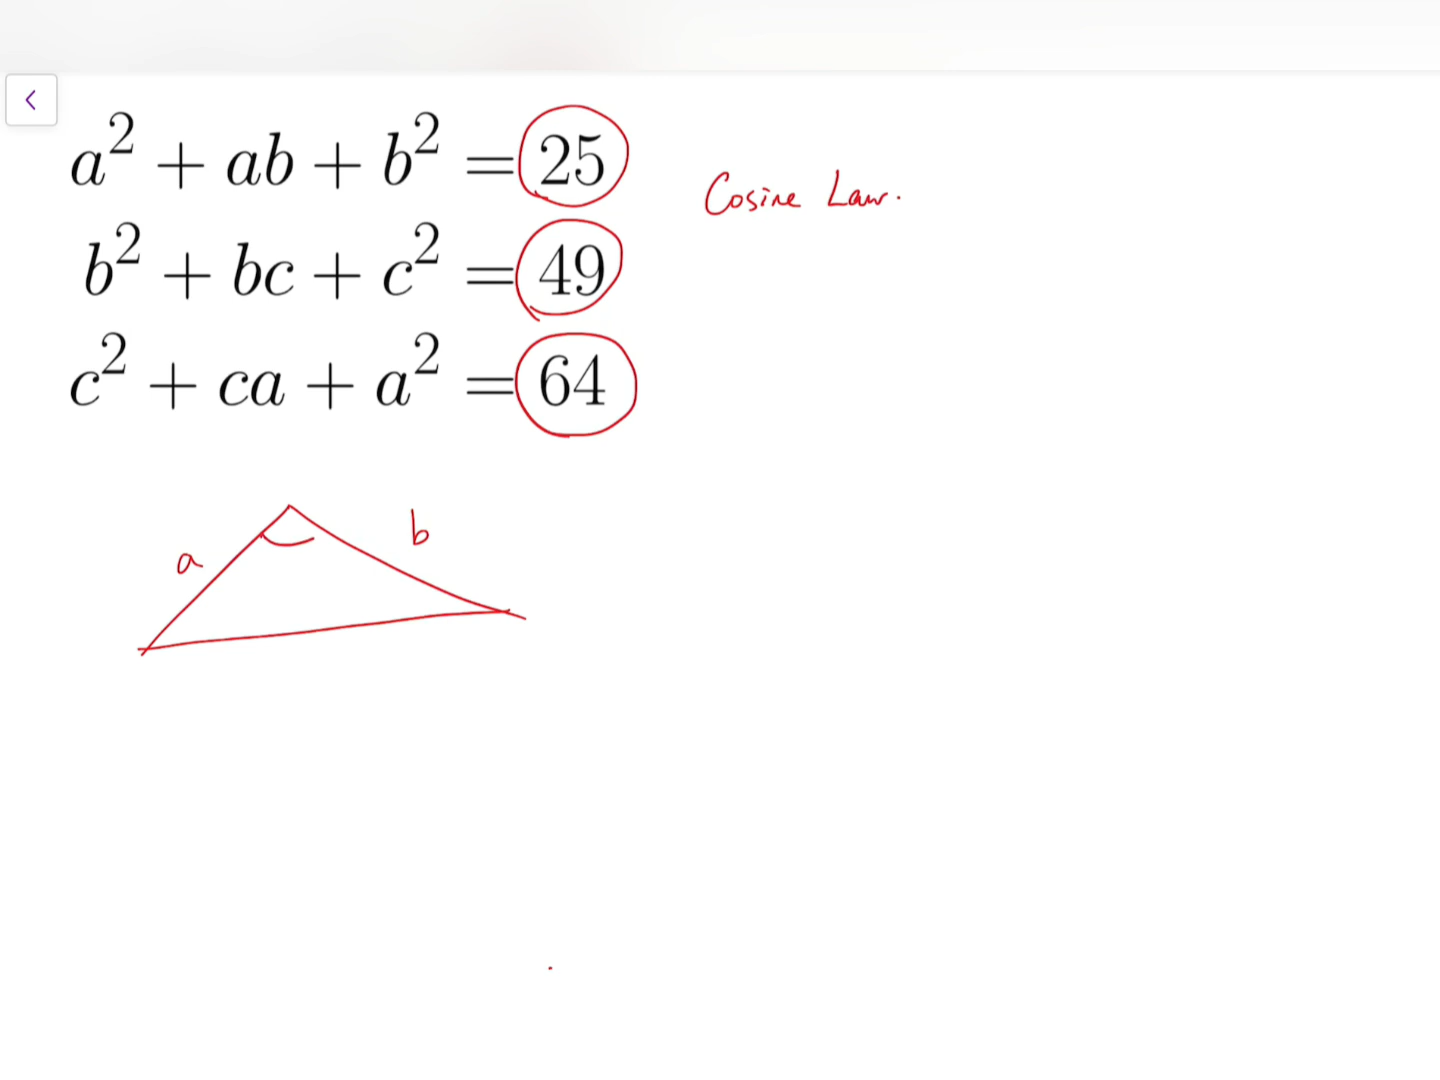 a² + ab + b² = 25
Cosine Law.
b² + bc + c² = 49
c² + ca + a² = 64
a
b